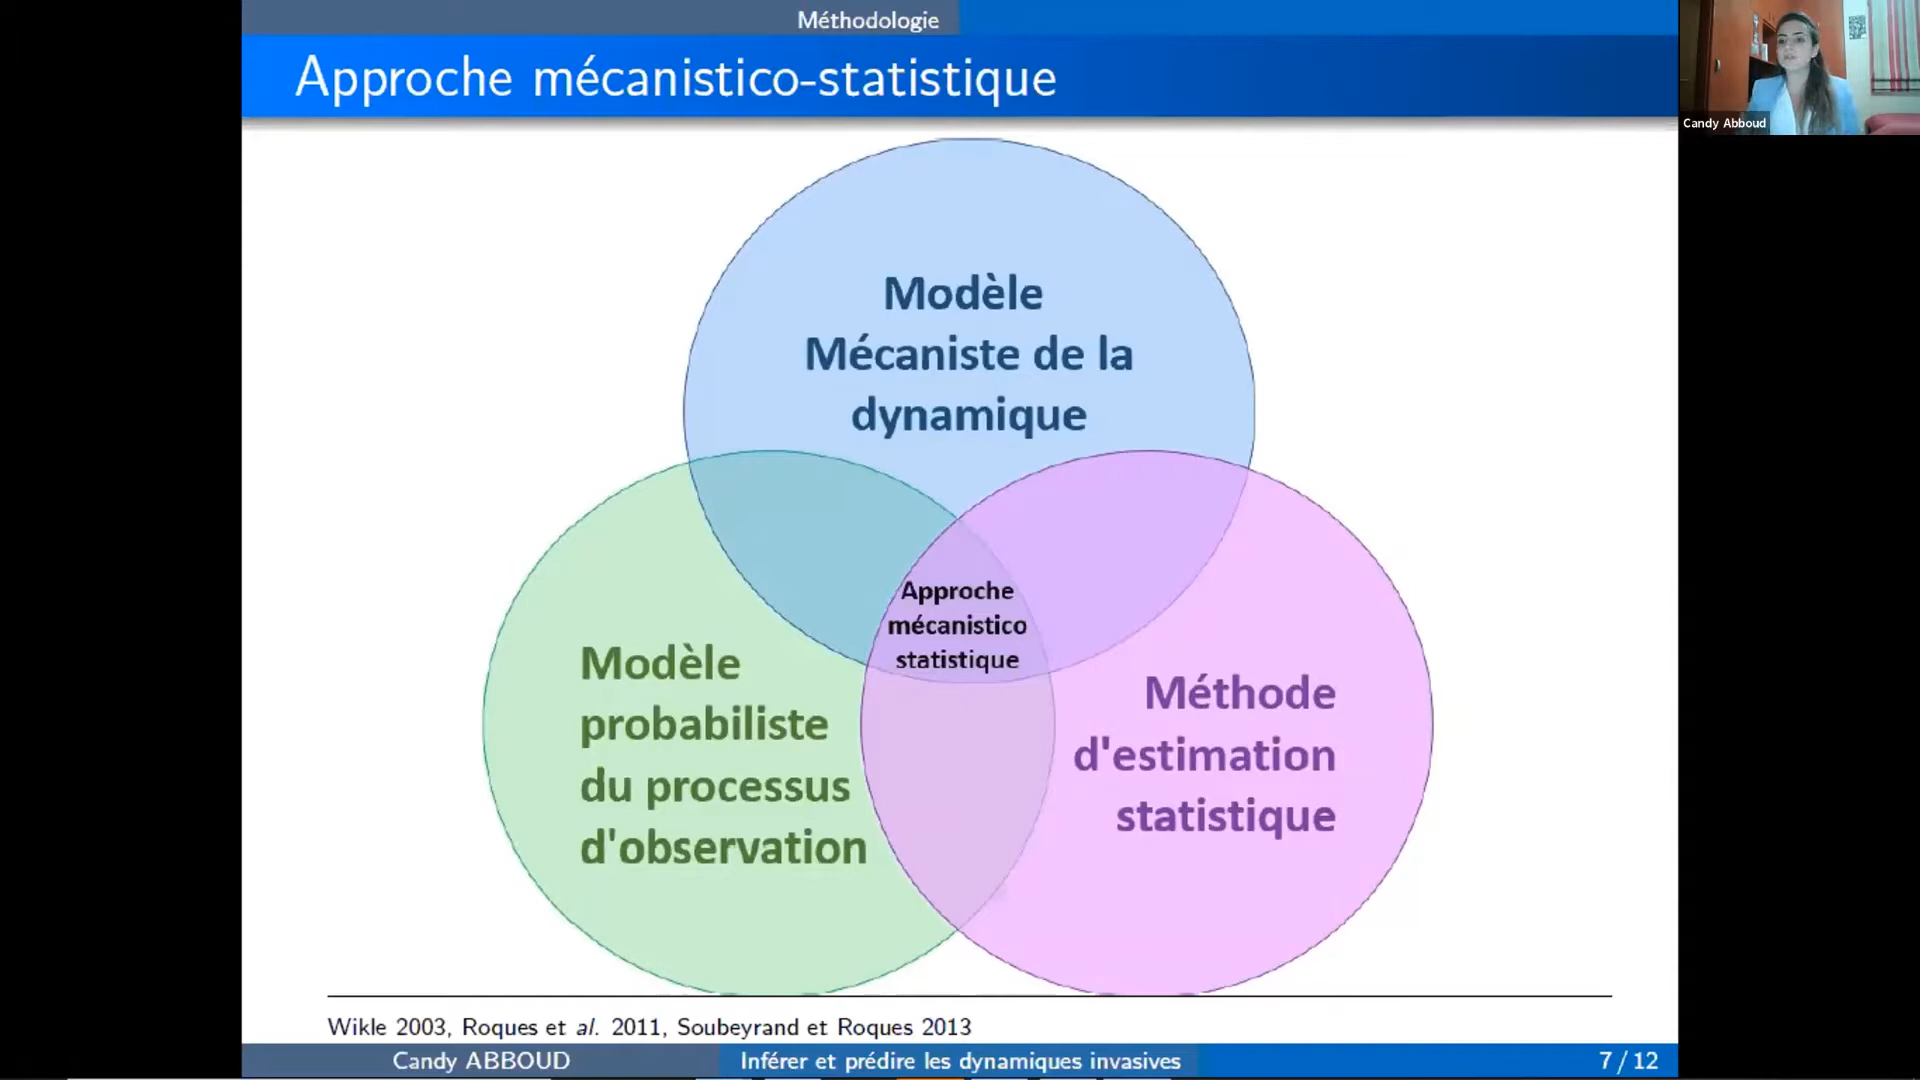 Méthodologie
Approche mécanistico-statistique
Candy Abboud
Modèle
Mécaniste de la
dynamique
Approche
mécanistico
statistique
Modèle
probabiliste
du processus
d'observation
Méthode
d'estimation
statistique
Wikle 2003, Roques et al. 2011, Soubeyrand et Roques 2013
Candy ABBOUD
Inférer et prédire les dynamiques invasives
7 / 12